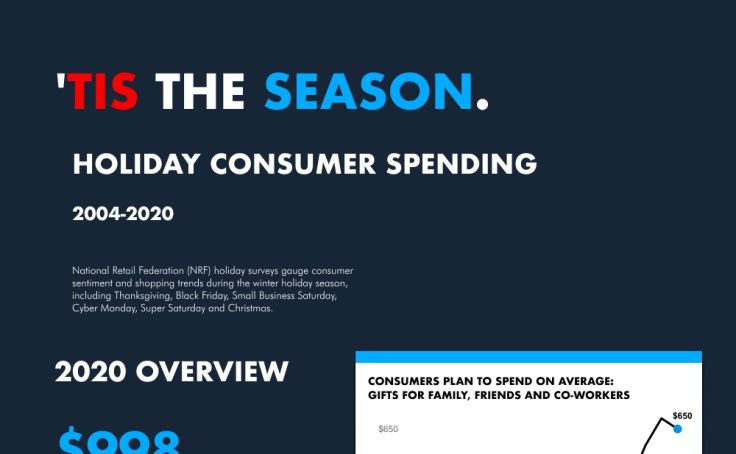 'TIS THE SEASON.
HOLIDAY CONSUMER SPENDING
2004-2020
National Retail Federation (NRF) holiday surveys gauge consumer
sentiment and shopping trends during the winter holiday season,
including Thanksgiving, Black Friday, Small Business Saturday,
Cyber Monday, Super Saturday and Christmas.
2020 OVERVIEW
$998
CONSUMERS PLAN TO SPEND ON AVERAGE:
GIFTS FOR FAMILY, FRIENDS AND CO-WORKERS
$650
$650